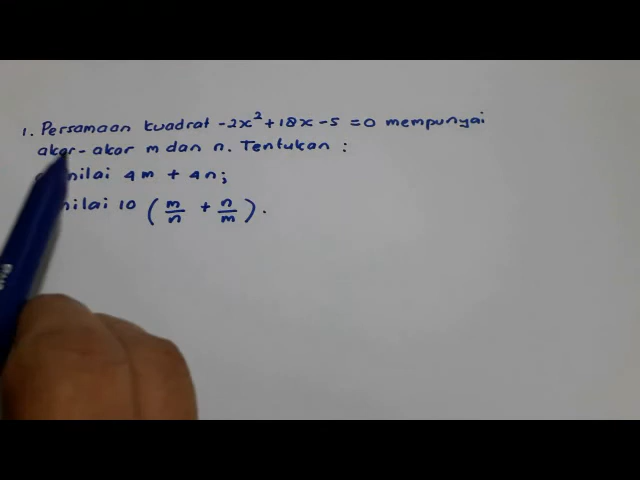 1. Persamaan kuadrat -2x² + 18x - 5 = 0 mempunyai
akar-akar m dan n. Tentukan :
nilai 4m + 4n;
nilai 10 (m/n + n/m).